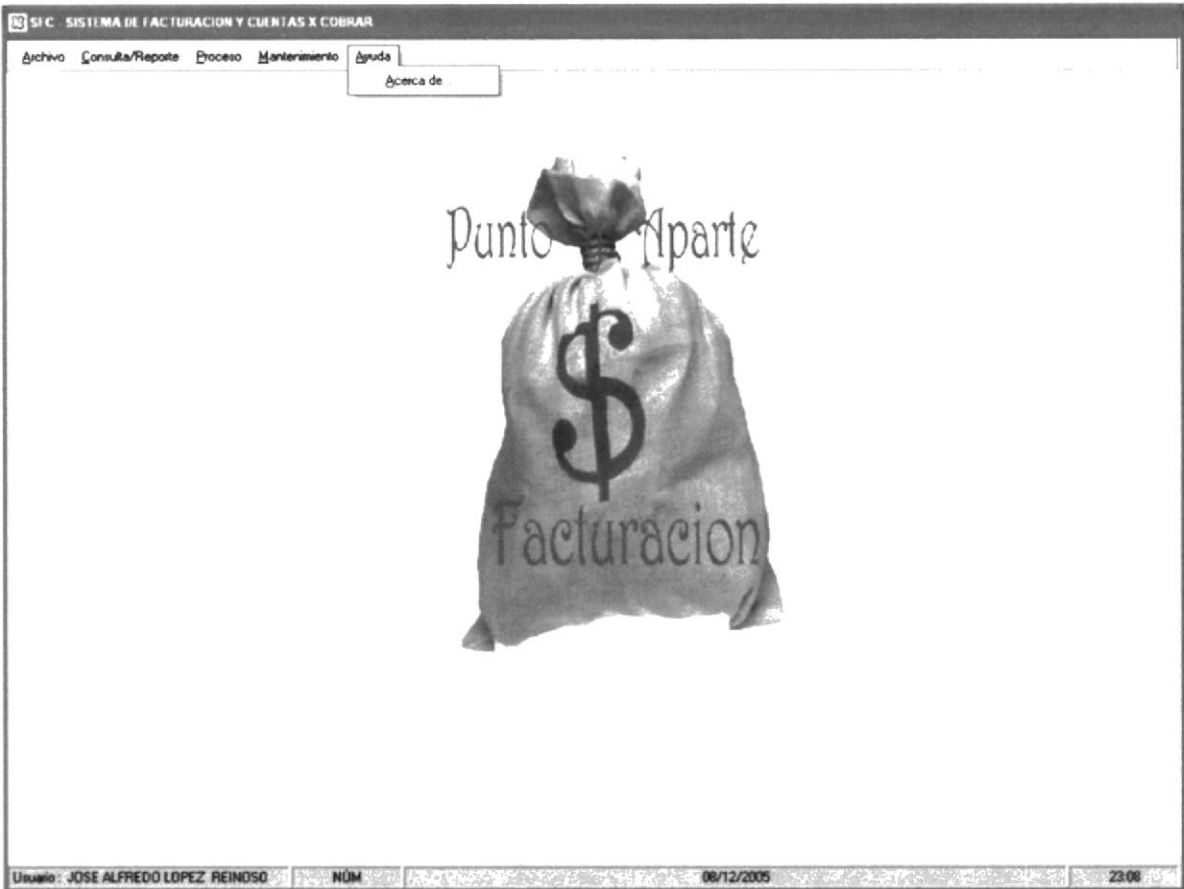 SFC - SISTEMA DE FACTURACION Y CUENTAS X COBRAR
Archivo Consulta/Reporte Proceso Mantenimiento Ayuda
Acerca de...
Punto Aparte
$
Facturacion
Usuario : JOSE ALFREDO LOPEZ REINOSO NÚM 08/12/2005 23:08